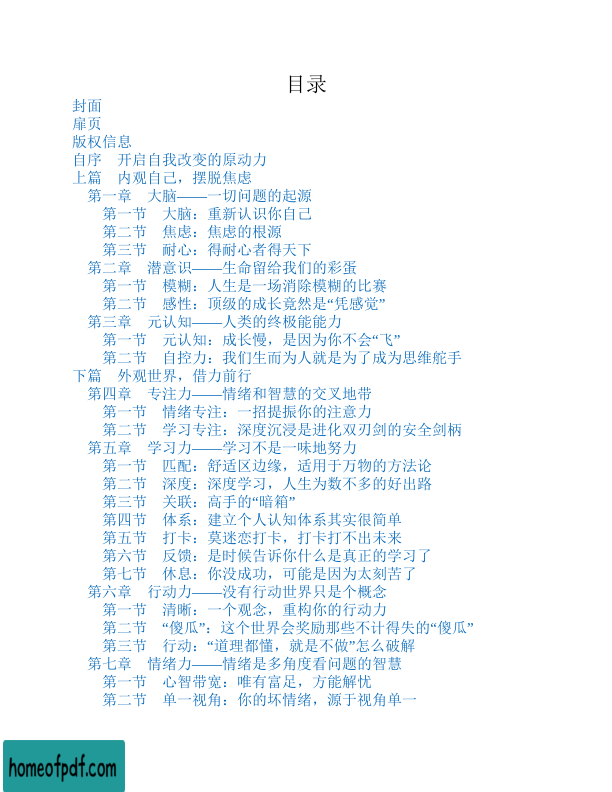 目录
封面
扉页
版权信息
自序　开启自我改变的原动力
上篇　内观自己，摆脱焦虑
第一章　大脑——一切问题的起源
第一节　大脑：重新认识你自己
第二节　焦虑：焦虑的根源
第三节　耐心：得耐心者得天下
第二章　潜意识——生命留给我们的彩蛋
第一节　模糊：人生是一场消除模糊的比赛
第二节　感性：顶级的成长竟然是“凭感觉”
第三章　元认知——人类的终极能能力
第一节　元认知：成长慢，是因为你不会“飞”
第二节　自控力：我们生而为人就是为了成为思维舵手
下篇　外观世界，借力前行
第四章　专注力——情绪和智慧的交叉地带
第一节　情绪专注：一招提振你的注意力
第二节　学习专注：深度沉浸是进化双刃剑的安全剑柄
第五章　学习力——学习不是一味地努力
第一节　匹配：舒适区边缘，适用于万物的方法论
第二节　深度：深度学习，人生为数不多的好出路
第三节　关联：高手的“暗箱”
第四节　体系：建立个人认知体系其实很简单
第五节　打卡：莫迷恋打卡，打卡打不出未来
第六节　反馈：是时候告诉你什么是真正的学习了
第七节　休息：你没成功，可能是因为太刻苦了
第六章　行动力——没有行动世界只是个概念
第一节　清晰：一个观念，重构你的行动力
第二节　“傻瓜”：这个世界会奖励那些不计得失的“傻瓜”
第三节　行动：“道理都懂，就是不做”怎么破解
第七章　情绪力——情绪是多角度看问题的智慧
第一节　心智带宽：唯有富足，方能解忧
第二节　单一视角：你的坏情绪，源于视角单一
homeofpdf.com